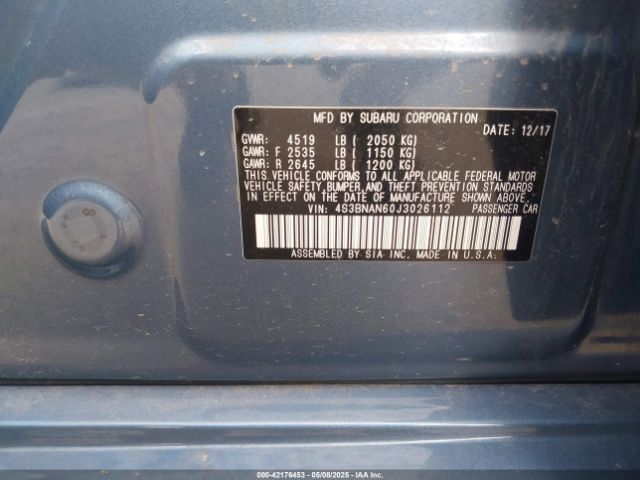 MFD BY SUBARU CORPORATION
DATE: 12/17
GVWR: 4519 LB ( 2050 KG)
GAWR: F 2535 LB ( 1150 KG)
GAWR: R 2645 LB ( 1200 KG)
THIS VEHICLE CONFORMS TO ALL APPLICABLE FEDERAL MOTOR
VEHICLE SAFETY, BUMPER, AND THEFT PREVENTION STANDARDS
IN EFFECT ON THE DATE OF MANUFACTURE SHOWN ABOVE.
VIN: 4S3BNAN60J3026112 PASSENGER CAR
ASSEMBLED BY SIA INC. MADE IN U.S.A.
000-42176453 - 05/08/2025 - IAAI.COM